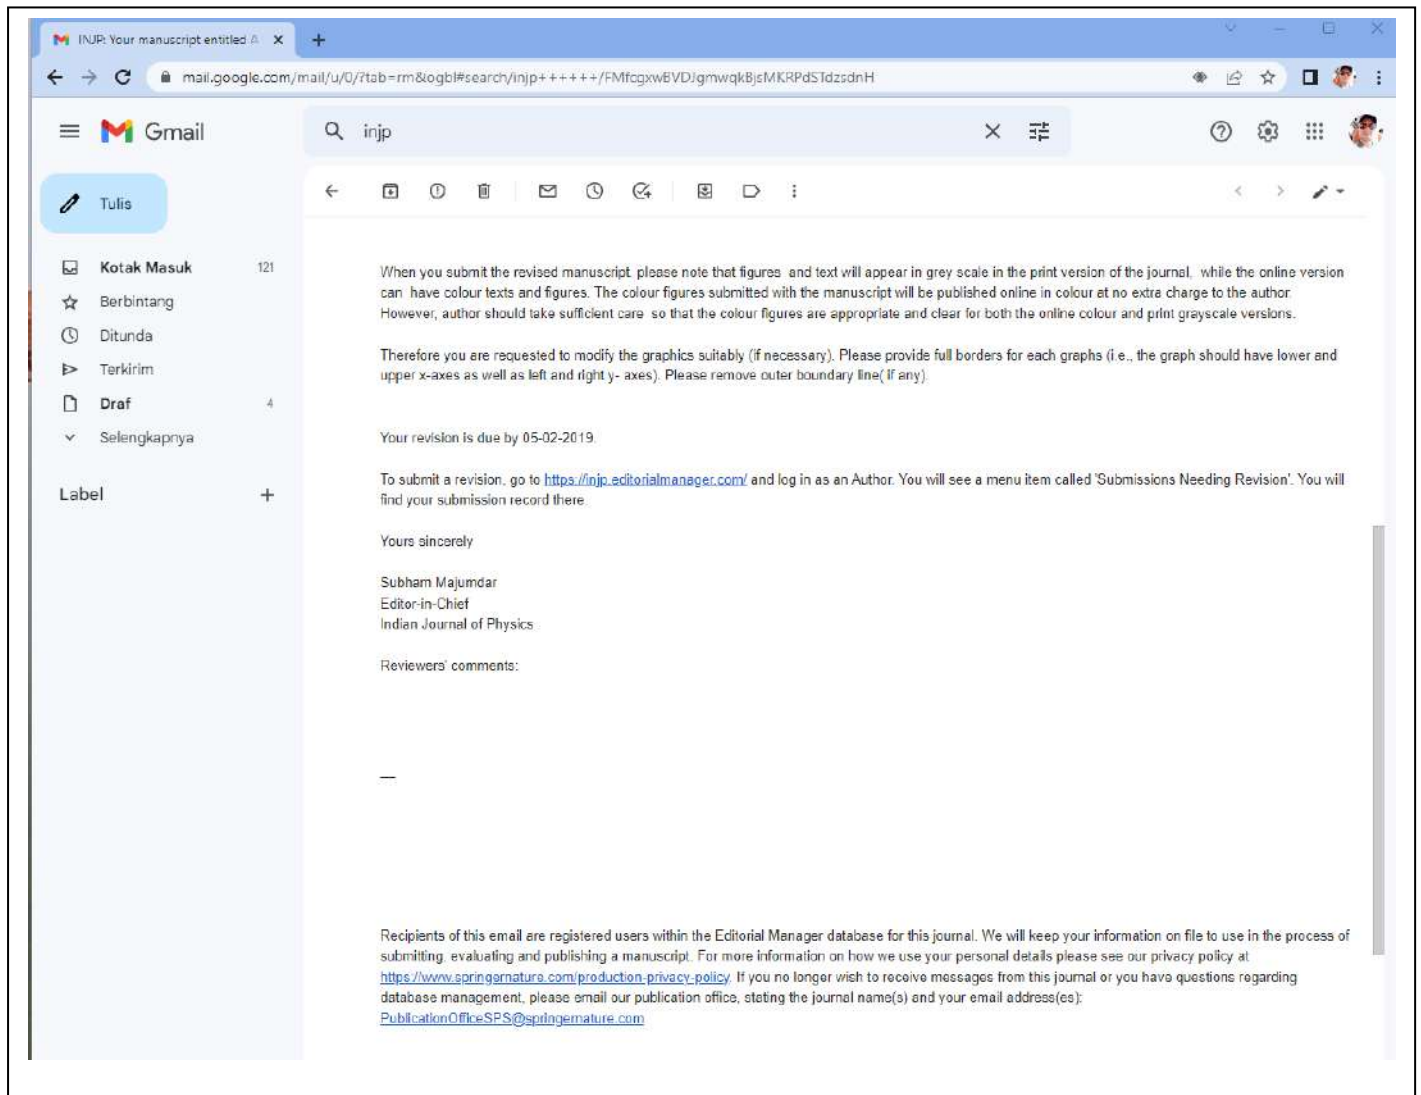 INJP: Your manuscript entitled A
mail.google.com/mail/u/0/?tab=rm&ogbl#search/injp++++++/FMfcgxwBVDJgmwqkBjsMKRPdSTdzsdnH
Gmail
injp
Tulis
Kotak Masuk 121
Berbintang
Ditunda
Terkirim
Draf 4
Selengkapnya
Label
When you submit the revised manuscript, please note that figures and text will appear in grey scale in the print version of the journal, while the online version
can have colour texts and figures. The colour figures submitted with the manuscript will be published online in colour at no extra charge to the author.
However, author should take sufficient care so that the colour figures are appropriate and clear for both the online colour and print grayscale versions.
Therefore you are requested to modify the graphics suitably (if necessary). Please provide full borders for each graphs (i.e., the graph should have lower and
upper x-axes as well as left and right y- axes). Please remove outer boundary line( if any).
Your revision is due by 05-02-2019.
To submit a revision, go to https://injp.editorialmanager.com/ and log in as an Author. You will see a menu item called 'Submissions Needing Revision'. You will
find your submission record there.
Yours sincerely
Subham Majumdar
Editor-in-Chief
Indian Journal of Physics
Reviewers' comments:
__
Recipients of this email are registered users within the Editorial Manager database for this journal. We will keep your information on file to use in the process of
submitting, evaluating and publishing a manuscript. For more information on how we use your personal details please see our privacy policy at
https://www.springernature.com/production-privacy-policy. If you no longer wish to receive messages from this journal or you have questions regarding
database management, please email our publication office, stating the journal name(s) and your email address(es):
PublicationOfficeSPS@springernature.com